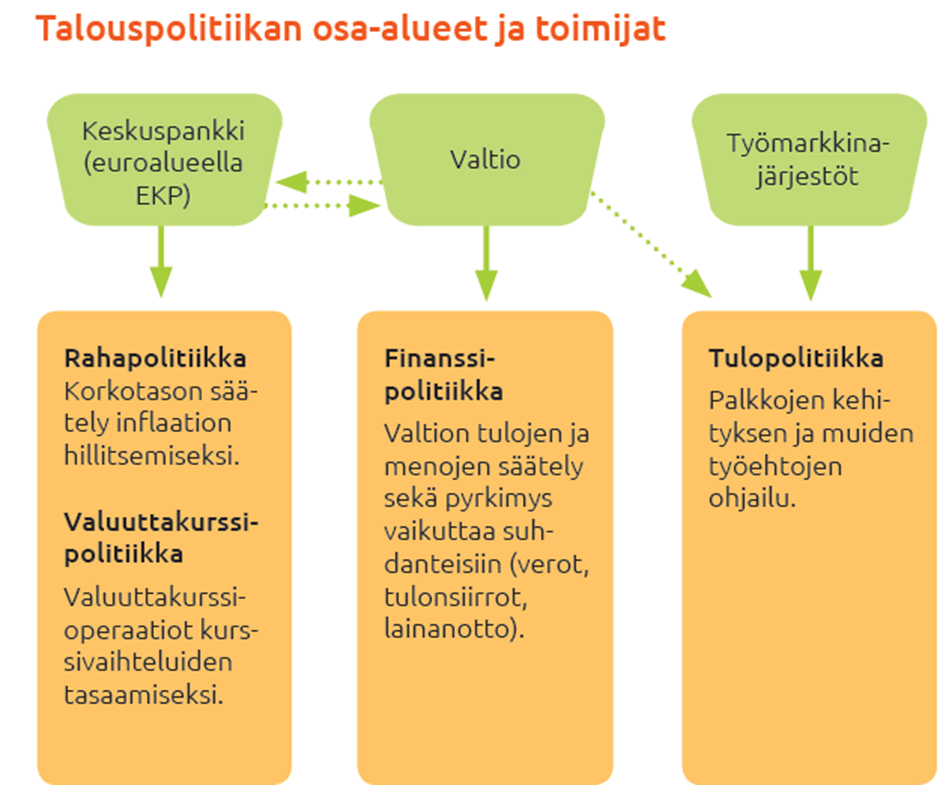 Talouspolitiikan osa-alueet ja toimijat
Keskuspankki
(euroalueella
EKP)
Valtio
Työmarkkina-
järjestöt
Rahapolitiikka
Korkotason sää-
tely inflaation
hillitsemiseksi.
Valuuttakurssi-
politiikka
Valuuttakurssi-
operaatiot kurs-
sivaihteluiden
tasaamiseksi.
Finanssi-
politiikka
Valtion tulojen ja
menojen säätely
sekä pyrkimys
vaikuttaa suh-
danteisiin (verot,
tulonsiirrot,
lainanotto).
Tulopolitiikka
Palkkojen kehi-
tyksen ja muiden
työehtojen
ohjailu.